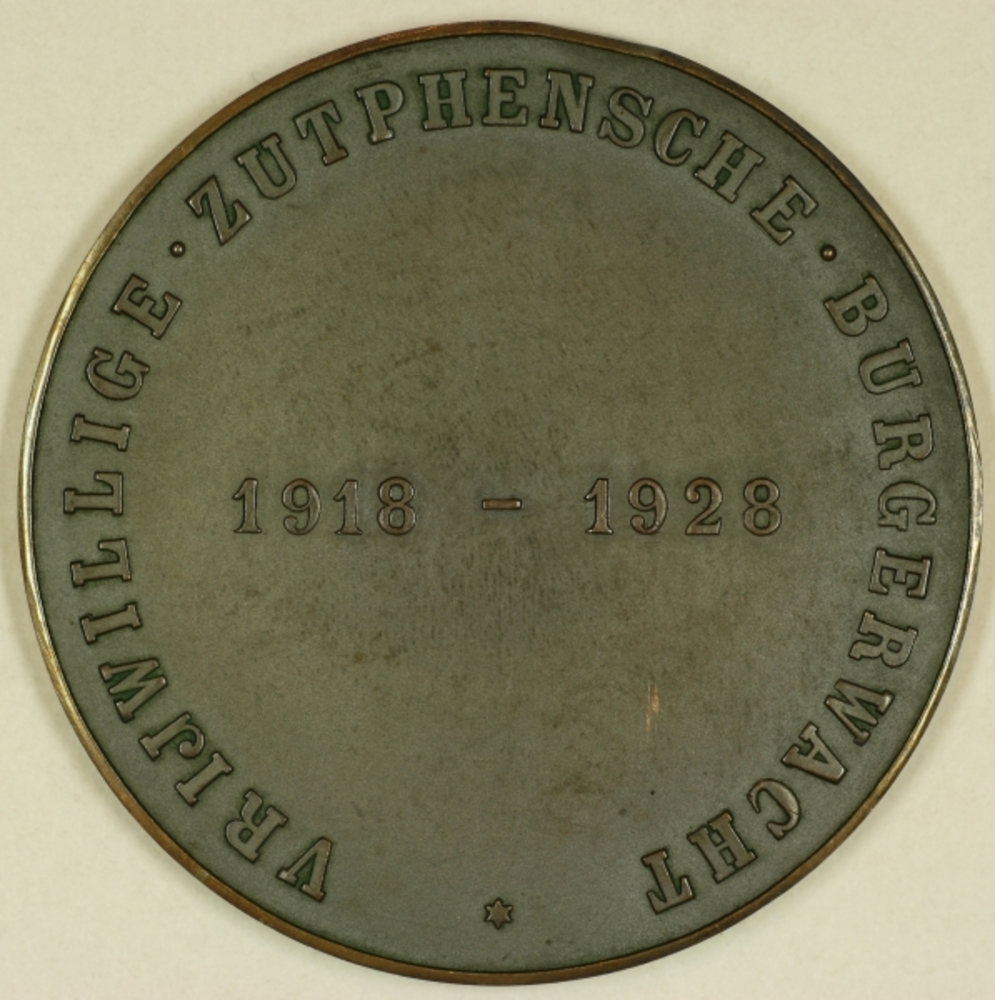 VRIJWILLIGE · ZUTPHENSCHE · BURGERWACHT
1918 – 1928